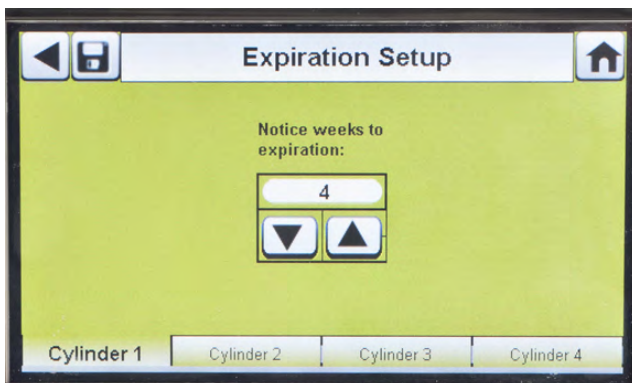 Expiration Setup
Notice weeks to
expiration:
4
Cylinder 1
Cylinder 2
Cylinder 3
Cylinder 4